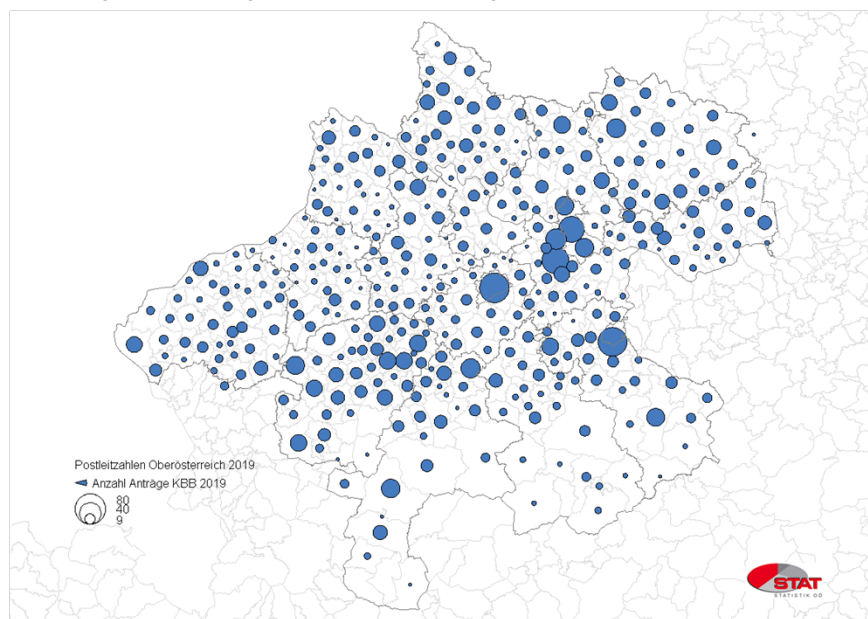 Postleitzahlen Oberösterreich 2019
Anzahl Anträge KBB 2019
80
40
9
STAT
STATISTIK OÖ